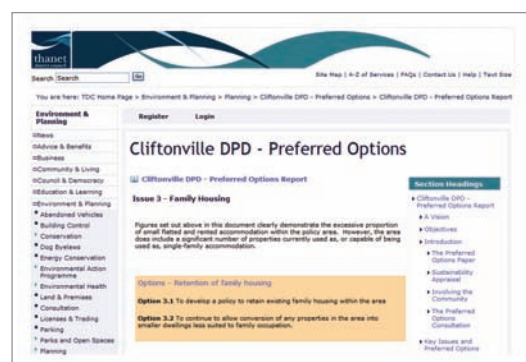 thanet
district council
Search Search Go
Site Map | A-Z of Services | FAQs | Contact Us | Help | Text Size
You are here: TDC Home Page > Environment & Planning > Planning > Cliftonville DPD - Preferred Options > Cliftonville DPD - Preferred Options Report
Environment &
Planning
News
Advice & Benefits
Business
Community & Living
Council & Democracy
Education & Learning
Environment & Planning
Abandoned Vehicles
Building Control
Conservation
Dog Byelaws
Energy Conservation
Environmental Action
Programme
Environmental Health
Land & Premises
Consultation
Licenses & Trading
Parking
Parks and Open Spaces
Planning
Register Login
Cliftonville DPD - Preferred Options
Cliftonville DPD - Preferred Options Report
Issue 3 - Family Housing
Figures set out above in this document clearly demonstrate the excessive proportion
of small flatted and rented accommodation within the policy area. However, the area
does include a significant number of properties currently used as, or capable of being
used as, single-family accommodation.
Options - Retention of family housing
Option 3.1 To develop a policy to retain existing family housing within the area
Option 3.2 To continue to allow conversion of any properties in the area into
smaller dwellings less suited to family occupation.
Section Headings
Cliftonville DPD -
Preferred Options Report
A Vision
Objectives
Introduction
The Preferred
Options Paper
Sustainability
Appraisal
Involving the
Community
The Preferred
Options
Consultation
Key Issues and
Preferred Options